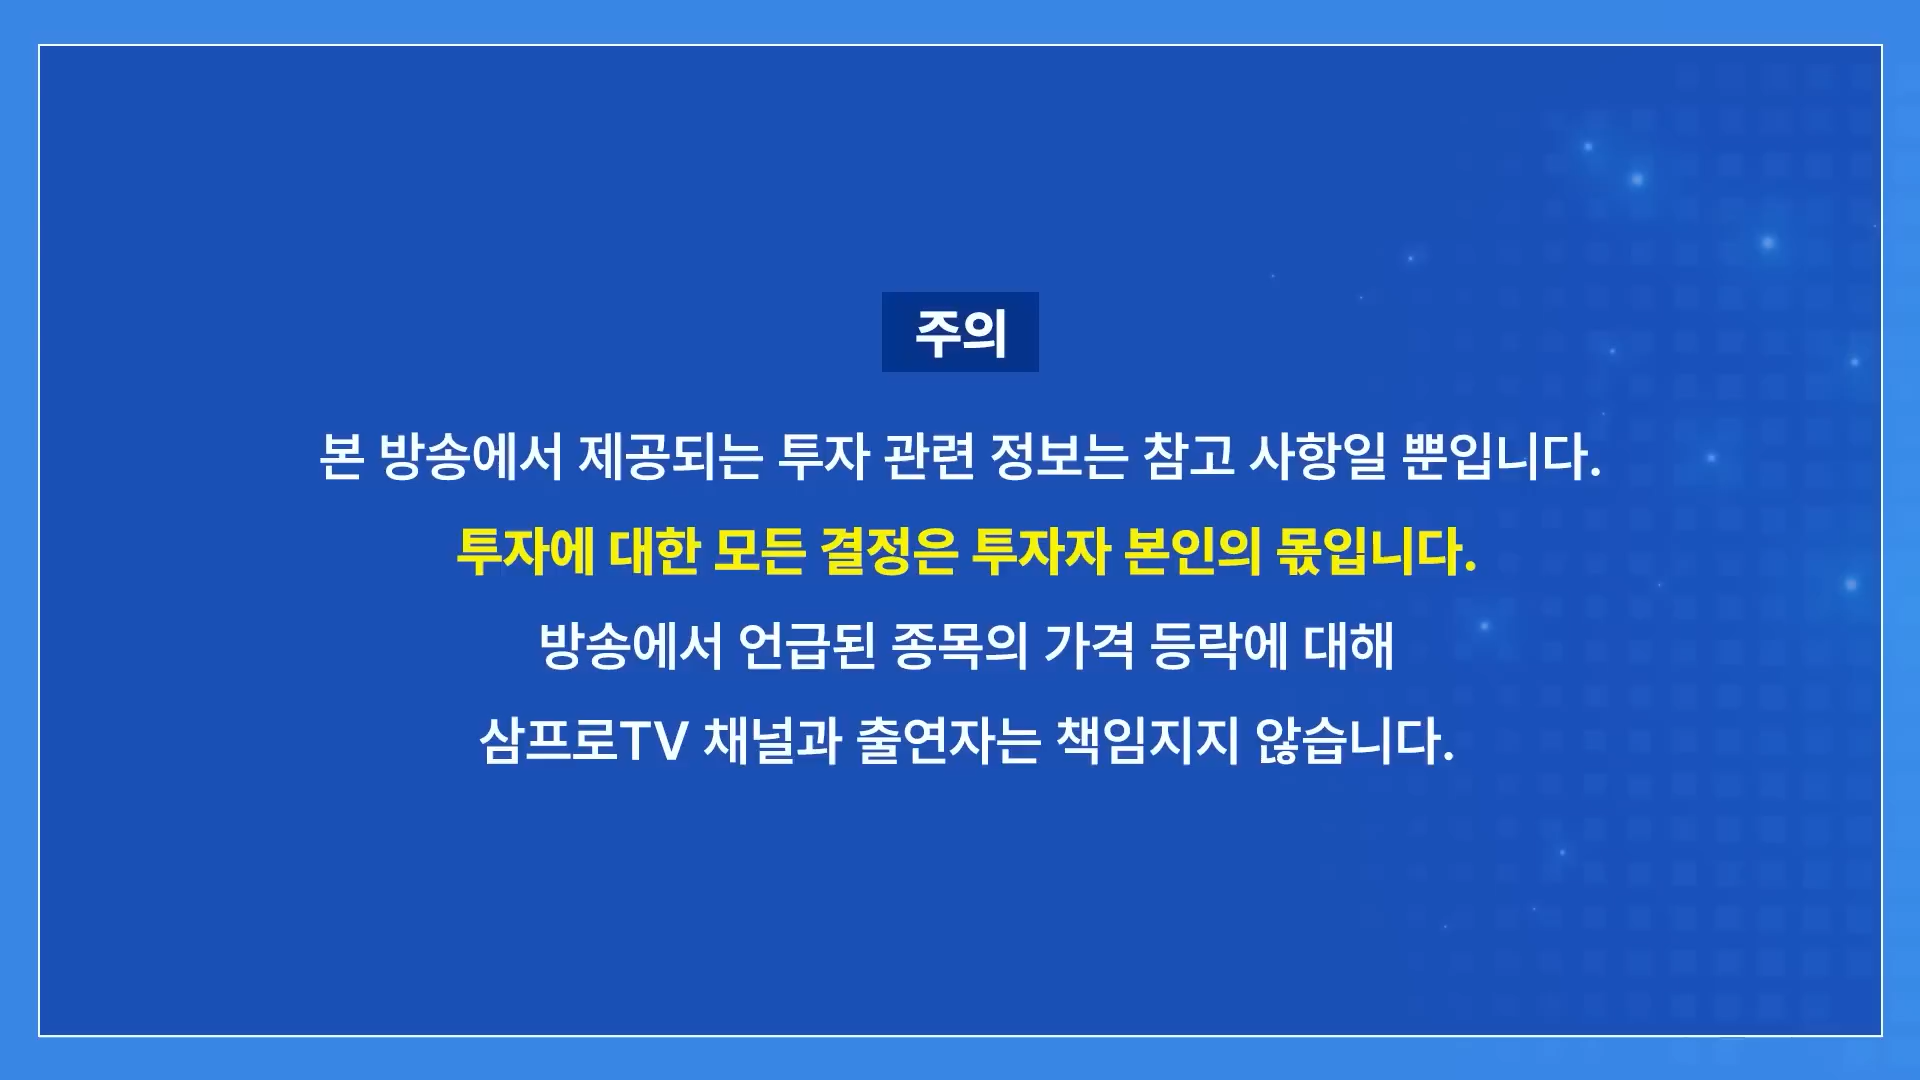 주의
본 방송에서 제공되는 투자 관련 정보는 참고 사항일 뿐입니다.
투자에 대한 모든 결정은 투자자 본인의 몫입니다.
방송에서 언급된 종목의 가격 등락에 대해
삼프로TV 채널과 출연자는 책임지지 않습니다.